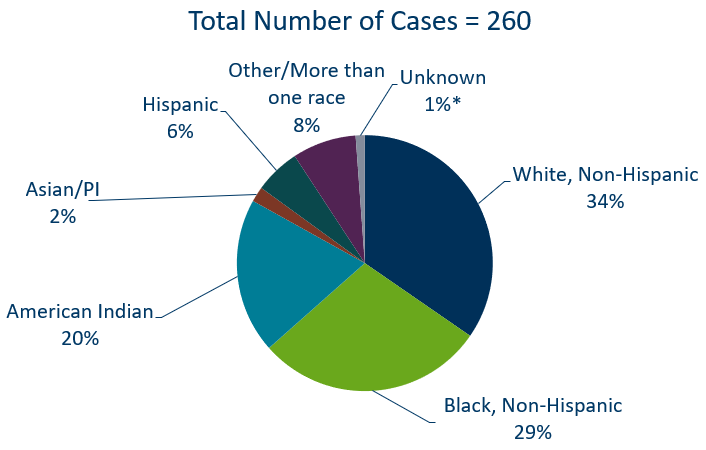 Total Number of Cases = 260
Other/More than
one race
8%
Unknown
1%*
Hispanic
6%
White, Non-Hispanic
34%
Asian/PI
2%
American Indian
20%
Black, Non-Hispanic
29%